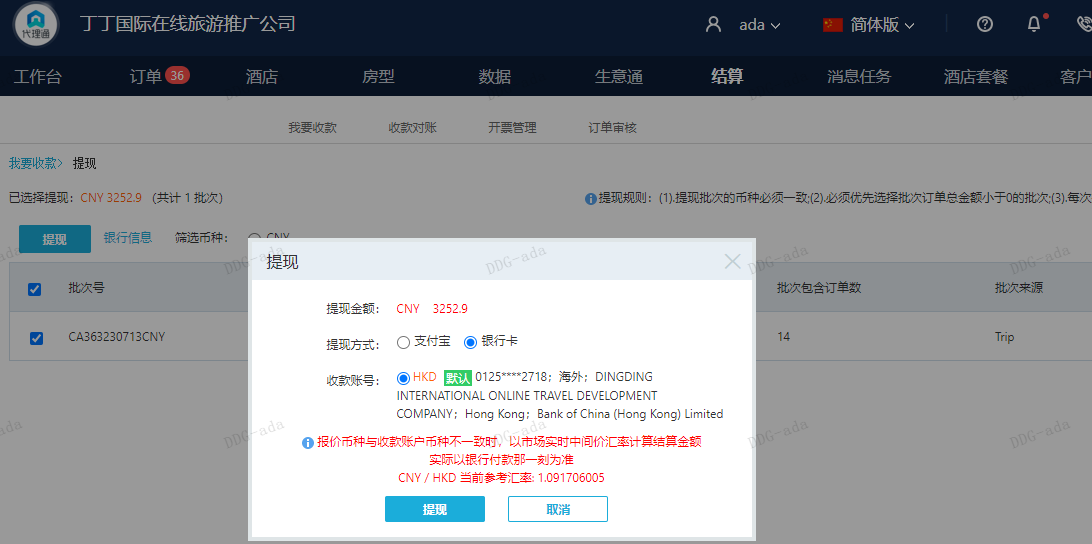 代理通
丁丁国际在线旅游推广公司
ada
简体版
工作台
订单 36
酒店
房型
数据
生意通
结算
消息任务
酒店套餐
客户
我要收款
收款对账
开票管理
订单审核
我要收款> 提现
已选择提现: CNY 3252.9 (共计 1 批次)
提现规则: (1).提现批次的币种必须一致;(2).必须优先选择批次订单总金额小于0的批次;(3).每次
提现
银行信息
筛选币种:
CNY
批次号
批次包含订单数
批次来源
CA363230713CNY
14
Trip
提现
提现金额: CNY 3252.9
提现方式: 支付宝 银行卡
收款账号: HKD 默认 0125****2718; 海外; DINGDING
INTERNATIONAL ONLINE TRAVEL DEVELOPMENT
COMPANY; Hong Kong; Bank of China (Hong Kong) Limited
报价币种与收款账户币种不一致时，以市场实时中间价汇率计算结算金额
实际以银行付款那一刻为准
CNY / HKD 当前参考汇率: 1.091706005
提现
取消
DDG-ada
DDG-ada
DDG-ada
DDG-ada
DDG-ada
DDG-ada